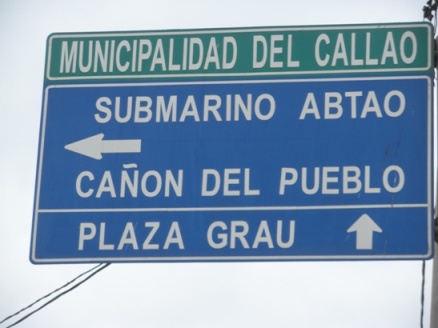 MUNICIPALIDAD DEL CALLAO
SUBMARINO ABTAO
CAÑON DEL PUEBLO
PLAZA GRAU